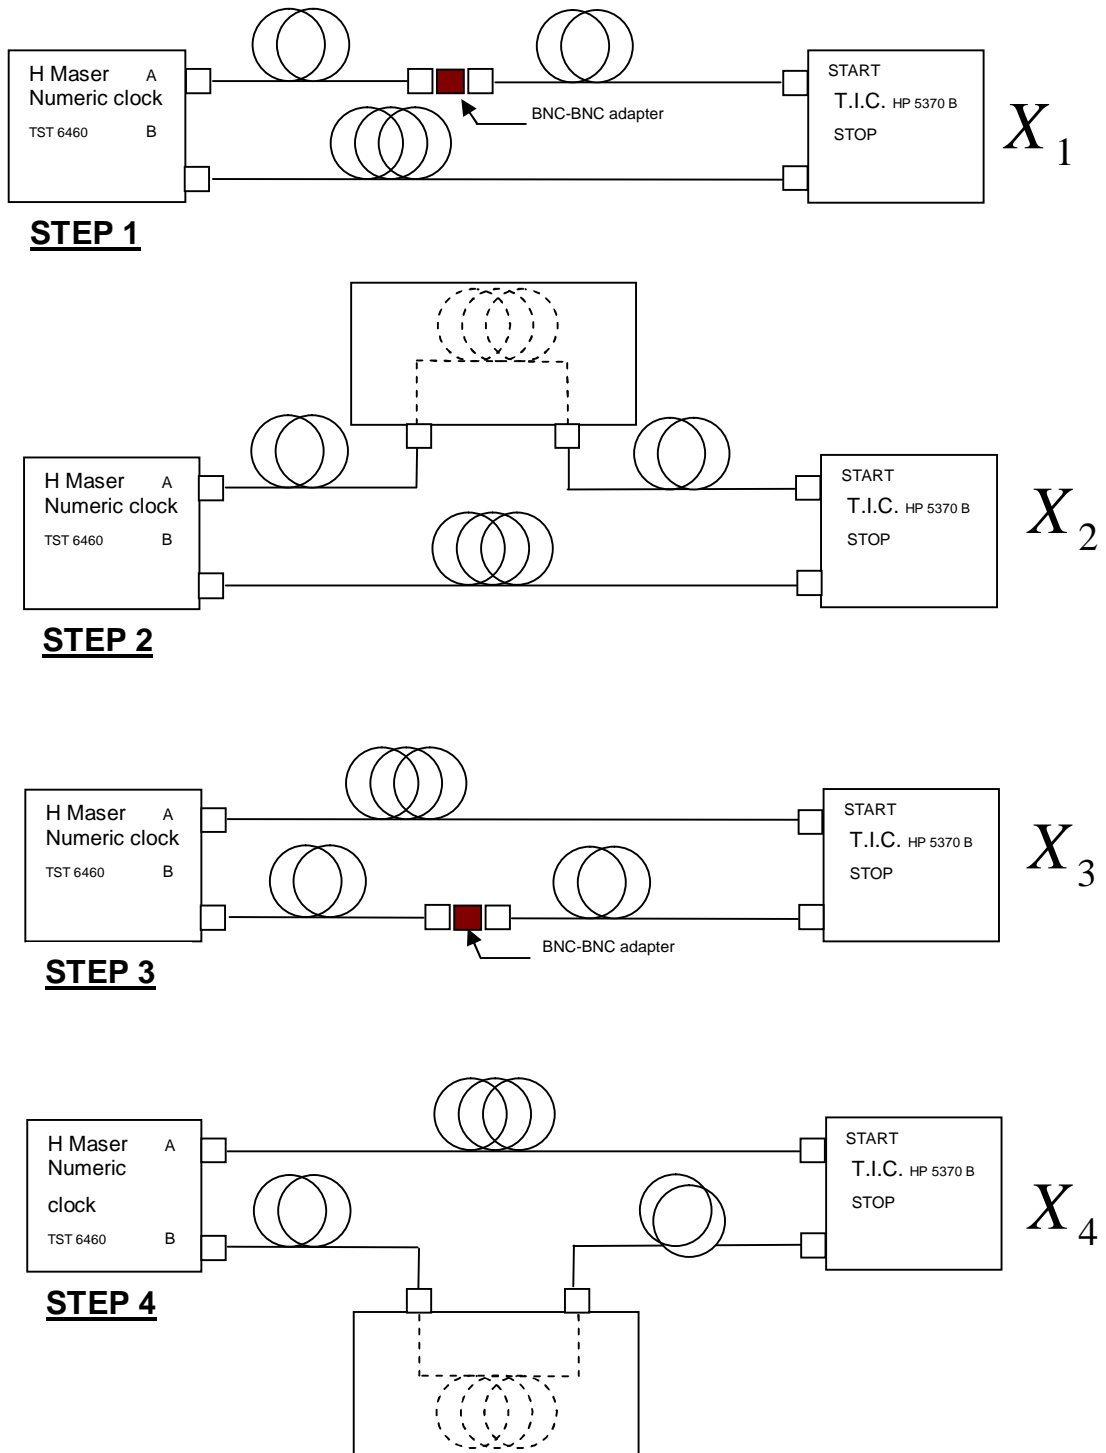 H Maser A
Numeric clock
TST 6460 B
BNC-BNC adapter
START
T.I.C. HP 5370 B
STOP
X1
STEP 1
H Maser A
Numeric clock
TST 6460 B
START
T.I.C. HP 5370 B
STOP
X2
STEP 2
H Maser A
Numeric clock
TST 6460 B
BNC-BNC adapter
START
T.I.C. HP 5370 B
STOP
X3
STEP 3
H Maser A
Numeric
clock
TST 6460 B
START
T.I.C. HP 5370 B
STOP
X4
STEP 4